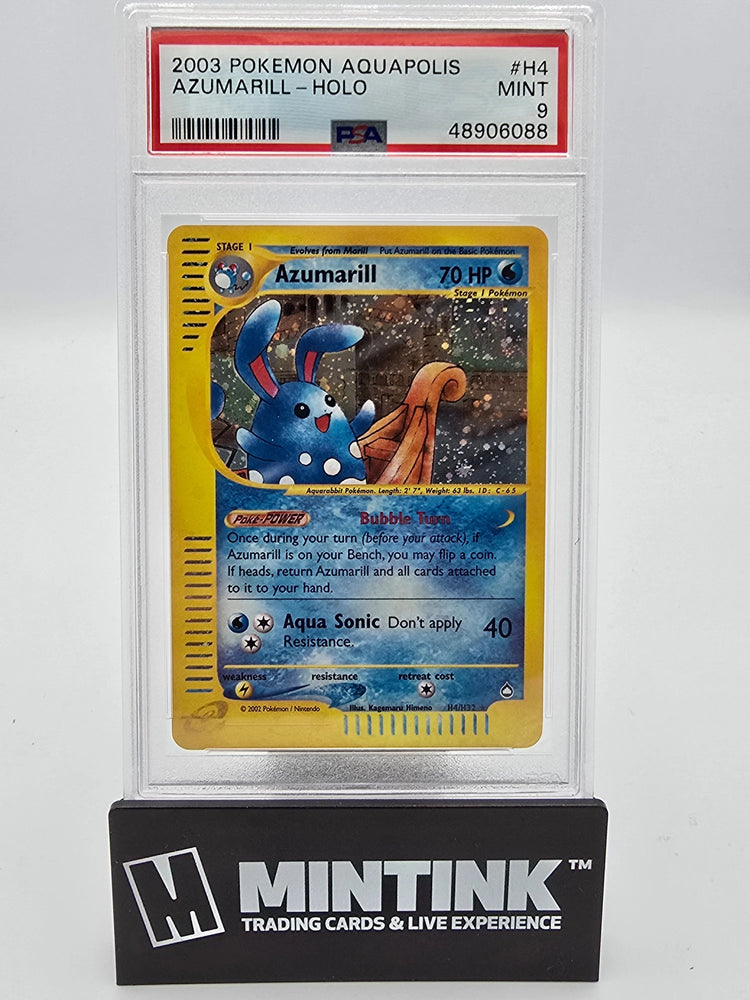 2003 POKEMON AQUAPOLIS #H4
AZUMARILL – HOLO MINT
9
PSA 48906088
STAGE 1 Evolves from Marill Put Azumarill on the Basic Pokémon
Azumarill 70 HP
Stage 1 Pokémon
Aquarabbit Pokémon. Length: 2' 7", Weight: 63 lbs. ID: C-65
Poké-POWER Bubble Turn
Once during your turn (before your attack), if
Azumarill is on your Bench, you may flip a coin.
If heads, return Azumarill and all cards attached
to it to your hand.
Aqua Sonic Don't apply 40
Resistance.
weakness resistance retreat cost
© 2002 Pokémon / Nintendo Illus. Kagemaru Himeno H4/H32 ★
M MINTINK™
TRADING CARDS & LIVE EXPERIENCE